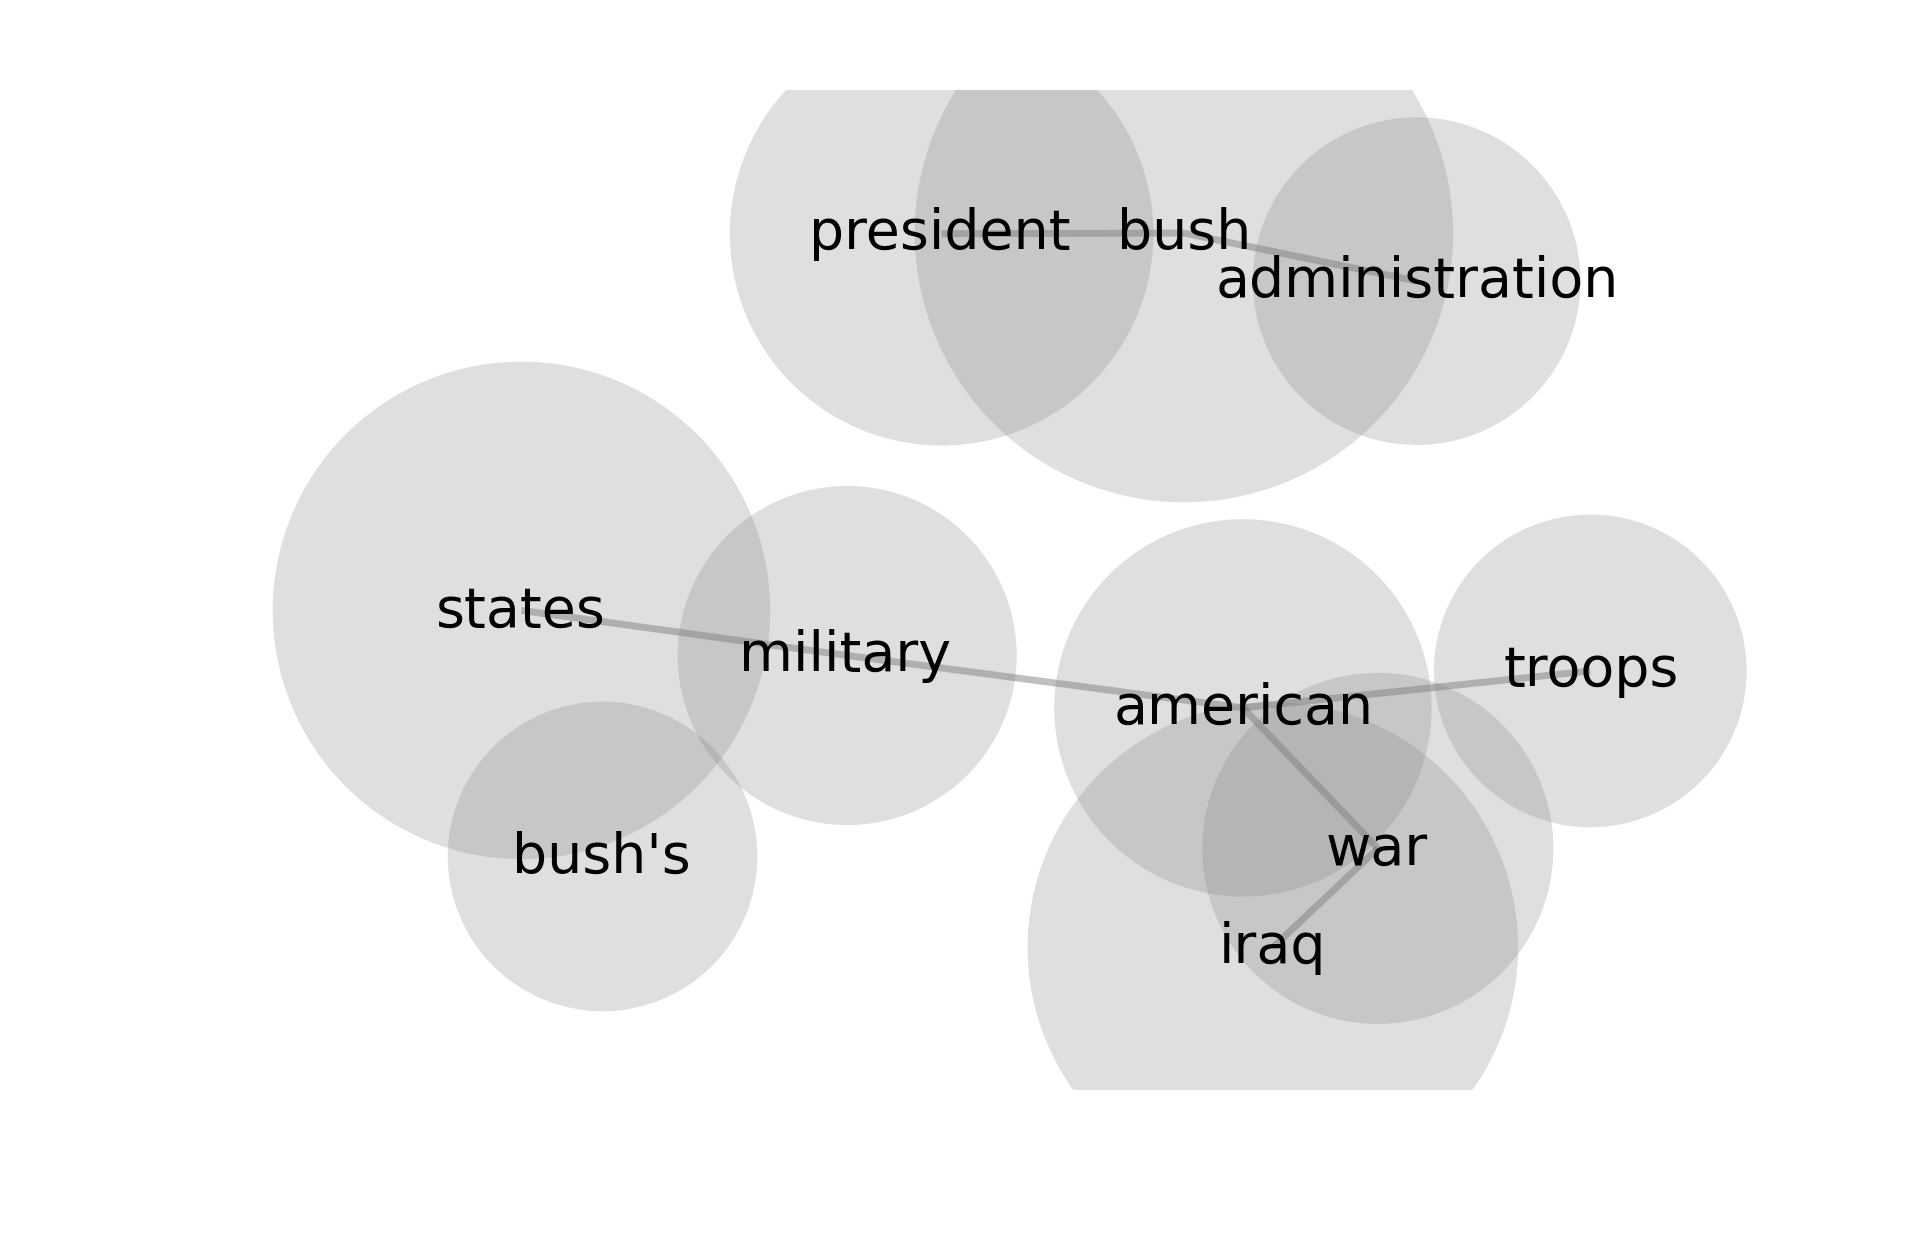 president bush
administration
states
military
troops
american
bush's
war
iraq